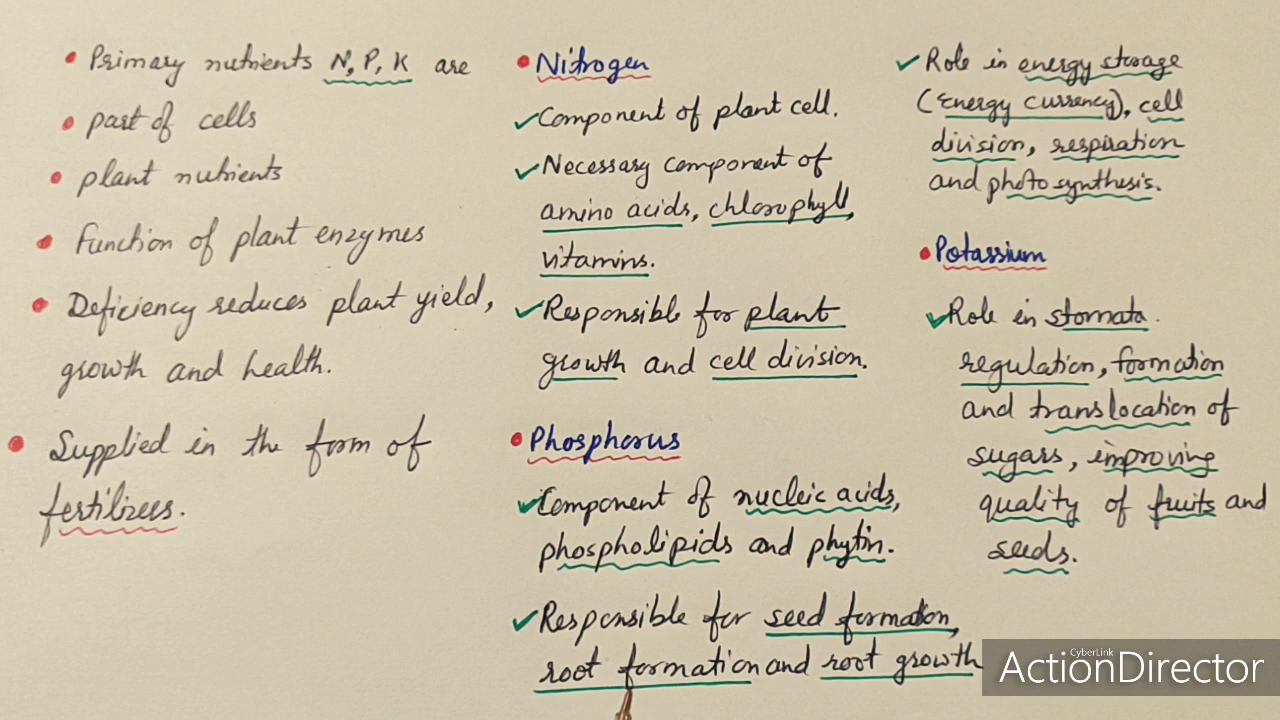 Primary nutrients N, P, K are
part of cells
plant nutrients
Function of plant enzymes
Deficiency reduces plant yield,
growth and health.
Supplied in the form of
fertilizers.
Nitrogen
Component of plant cell.
Necessary component of
amino acids, chlorophyll,
vitamins.
Responsible for plant
growth and cell division.
Phosphorus
Component of nucleic acids,
phospholipids and phytin.
Responsible for seed formation,
root formation and root growth
Role in energy storage
(Energy currency), cell
division, respiration
and photosynthesis.
Potassium
Role in stomata
regulation, formation
and translocation of
sugars, improving
quality of fruits and
seeds.
CyberLink
ActionDirector